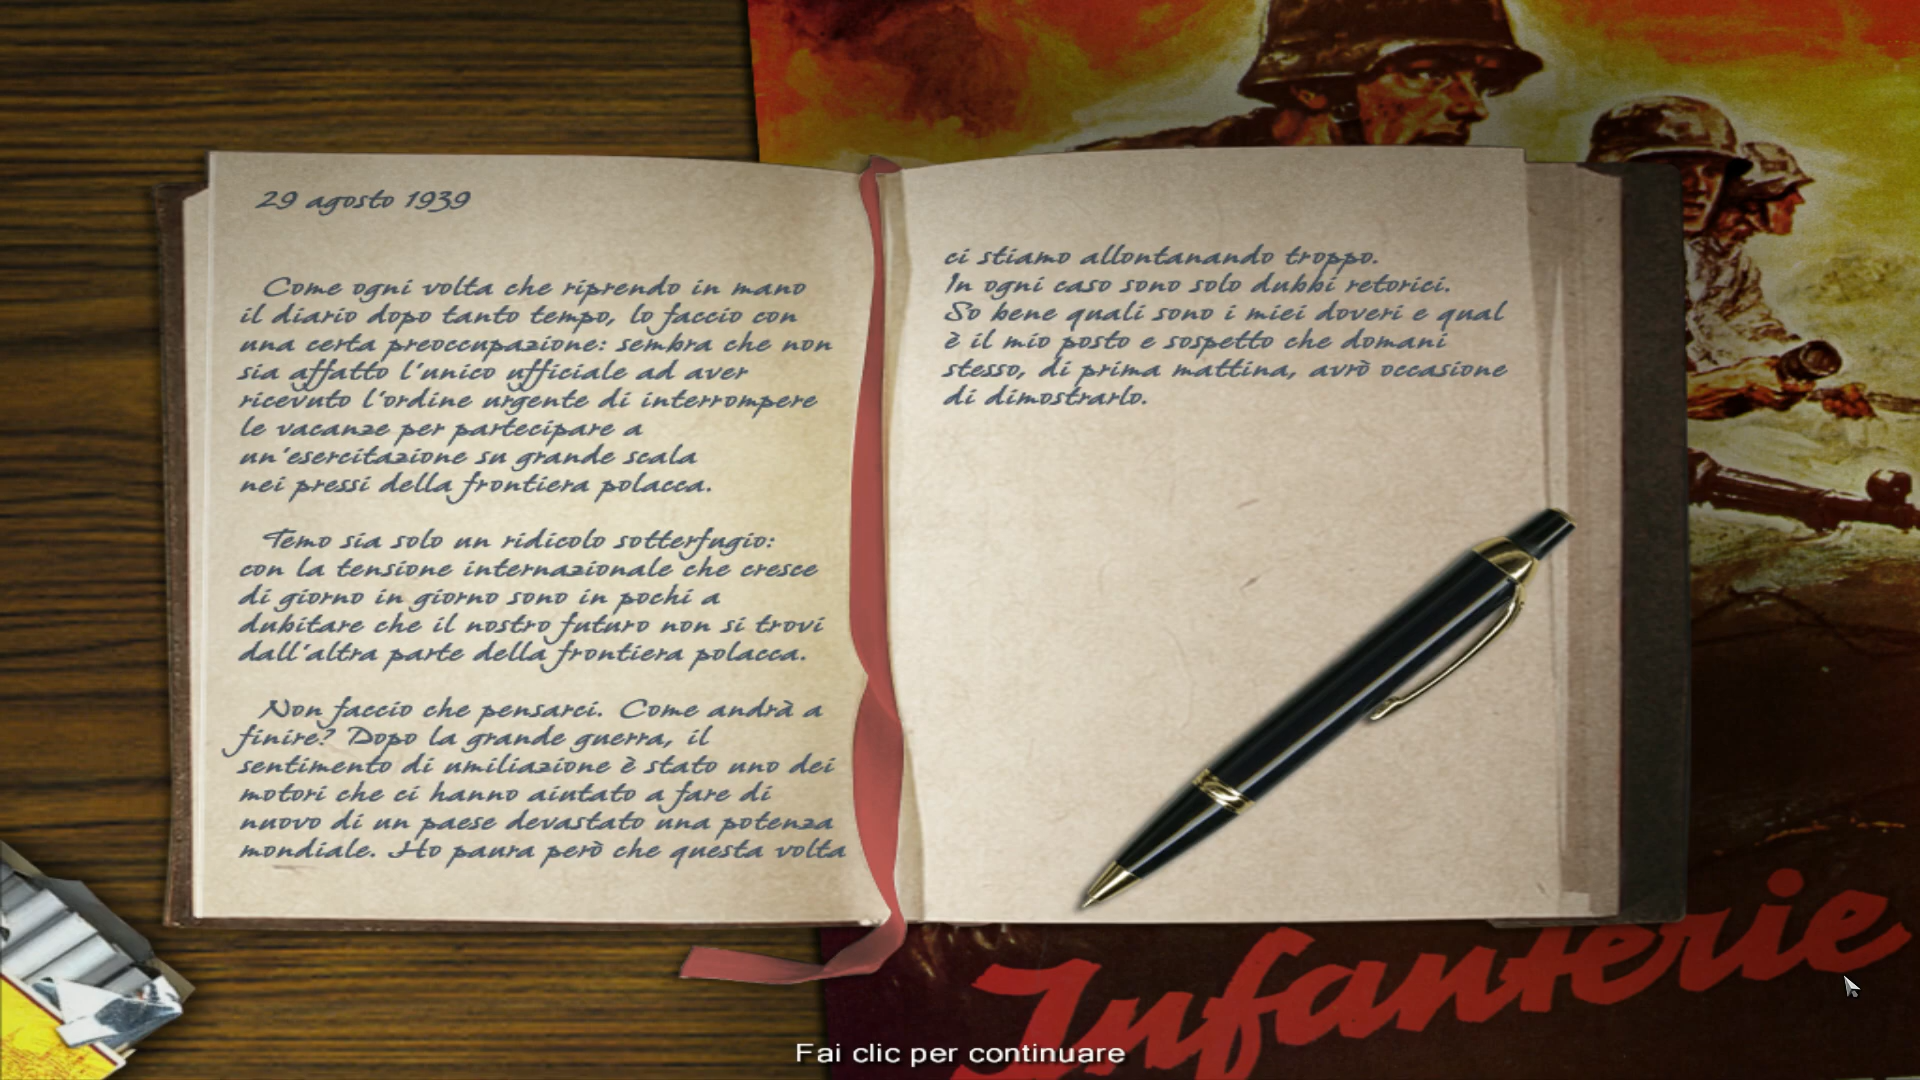 29 agosto 1939
Come ogni volta che riprendo in mano
il diario dopo tanto tempo, lo faccio con
una certa preoccupazione: sembra che non
sia affatto l'unico ufficiale ad aver
ricevuto l'ordine urgente di interrompere
le vacanze per partecipare a
un'esercitazione su grande scala
nei pressi della frontiera polacca.
Temo sia solo un ridicolo sotterfugio:
con la tensione internazionale che cresce
di giorno in giorno sono in pochi a
dubitare che il nostro futuro non si trovi
dall'altra parte della frontiera polacca.
Non faccio che pensarci. Come andrà a
finire? Dopo la grande guerra, il
sentimento di umiliazione è stato uno dei
motori che ci hanno aiutato a fare di
nuovo di un paese devastato una potenza
mondiale. Ho paura però che questa volta
ci stiamo allontanando troppo.
In ogni caso sono solo dubbi retorici.
So bene quali sono i miei doveri e qual
è il mio posto e sospetto che domani
stesso, di prima mattina, avrò occasione
di dimostrarlo.
Infanterie
Fai clic per continuare